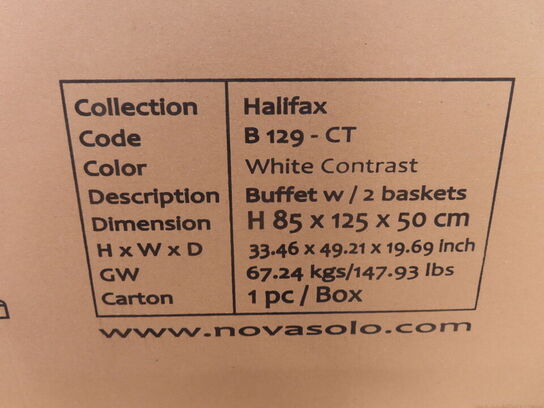 Collection Halifax
Code B 129 - CT
Color White Contrast
Description Buffet w / 2 baskets
Dimension H 85 x 125 x 50 cm
H x W x D 33.46 x 49.21 x 19.69 inch
GW 67.24 kgs/147.93 lbs
Carton 1 pc / Box
www.novasolo.com